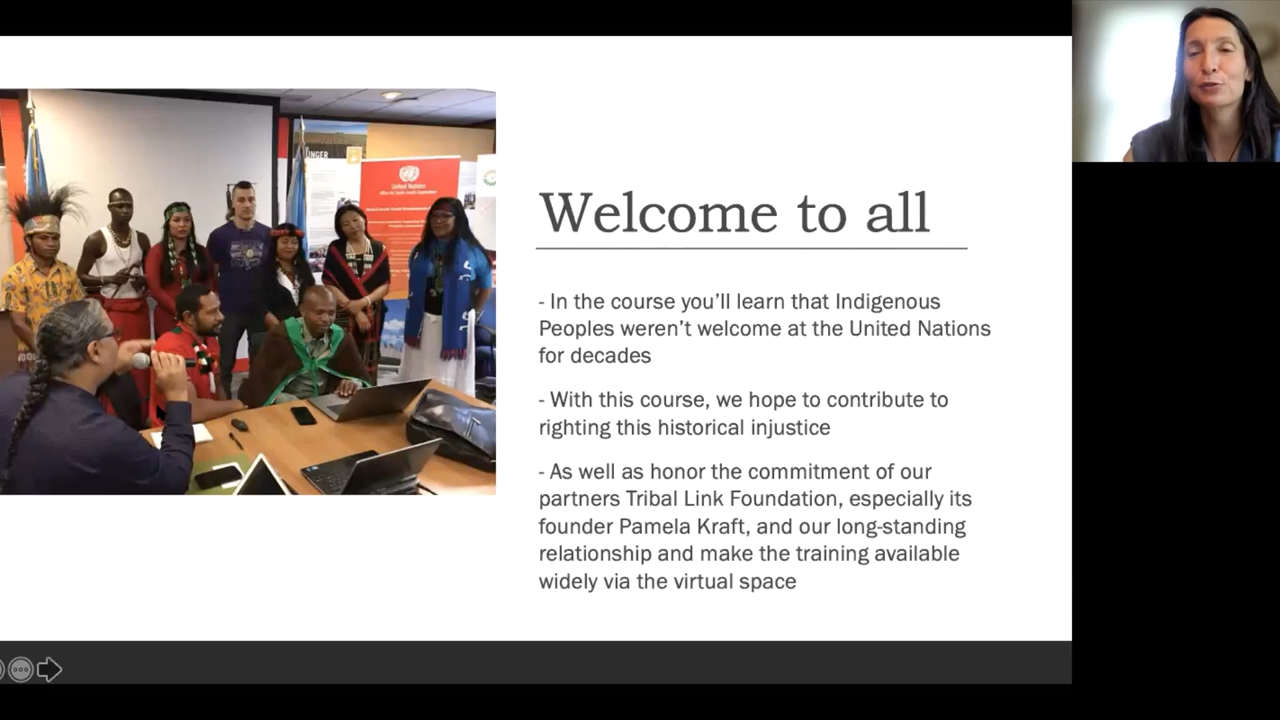 UNGER
United Nations
Welcome to all
- In the course you’ll learn that Indigenous
Peoples weren’t welcome at the United Nations
for decades
- With this course, we hope to contribute to
righting this historical injustice
- As well as honor the commitment of our
partners Tribal Link Foundation, especially its
founder Pamela Kraft, and our long-standing
relationship and make the training available
widely via the virtual space